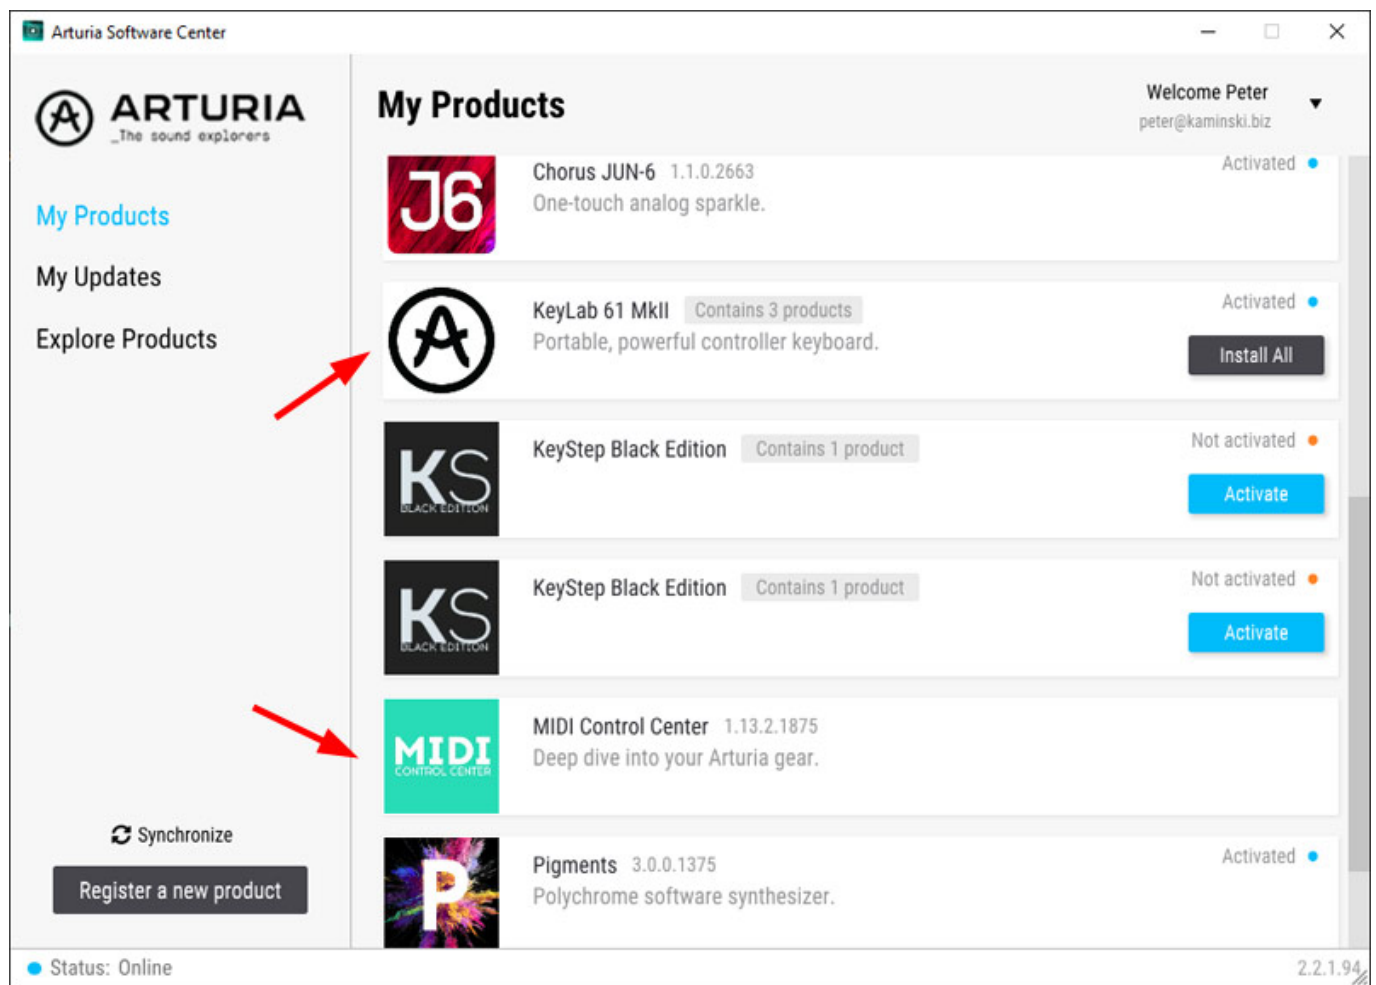 Arturia Software Center
ARTURIA
_The sound explorers
My Products
My Updates
Explore Products
Synchronize
Register a new product
My Products
Welcome Peter
peter@kaminski.biz
J6
Chorus JUN-6 1.1.0.2663
Activated
One-touch analog sparkle.
KeyLab 61 MkII Contains 3 products
Activated
Portable, powerful controller keyboard.
Install All
KS
BLACK EDITION
KeyStep Black Edition Contains 1 product
Not activated
Activate
KS
BLACK EDITION
KeyStep Black Edition Contains 1 product
Not activated
Activate
MIDI
CONTROL CENTER
MIDI Control Center 1.13.2.1875
Deep dive into your Arturia gear.
P
Pigments 3.0.0.1375
Activated
Polychrome software synthesizer.
Status: Online
2.2.1.94